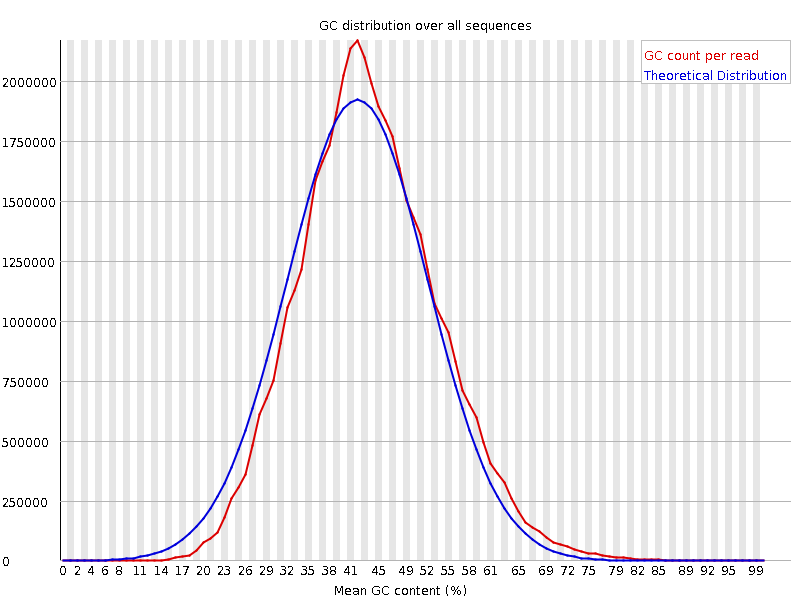 GC distribution over all sequences
GC count per read
Theoretical Distribution
2000000
1750000
1500000
1250000
1000000
750000
500000
250000
0
0 2 4 6 8 11 14 17 20 23 26 29 32 35 38 41 45 49 52 55 58 61 65 69 72 75 79 82 85 89 92 95 99
Mean GC content (%)